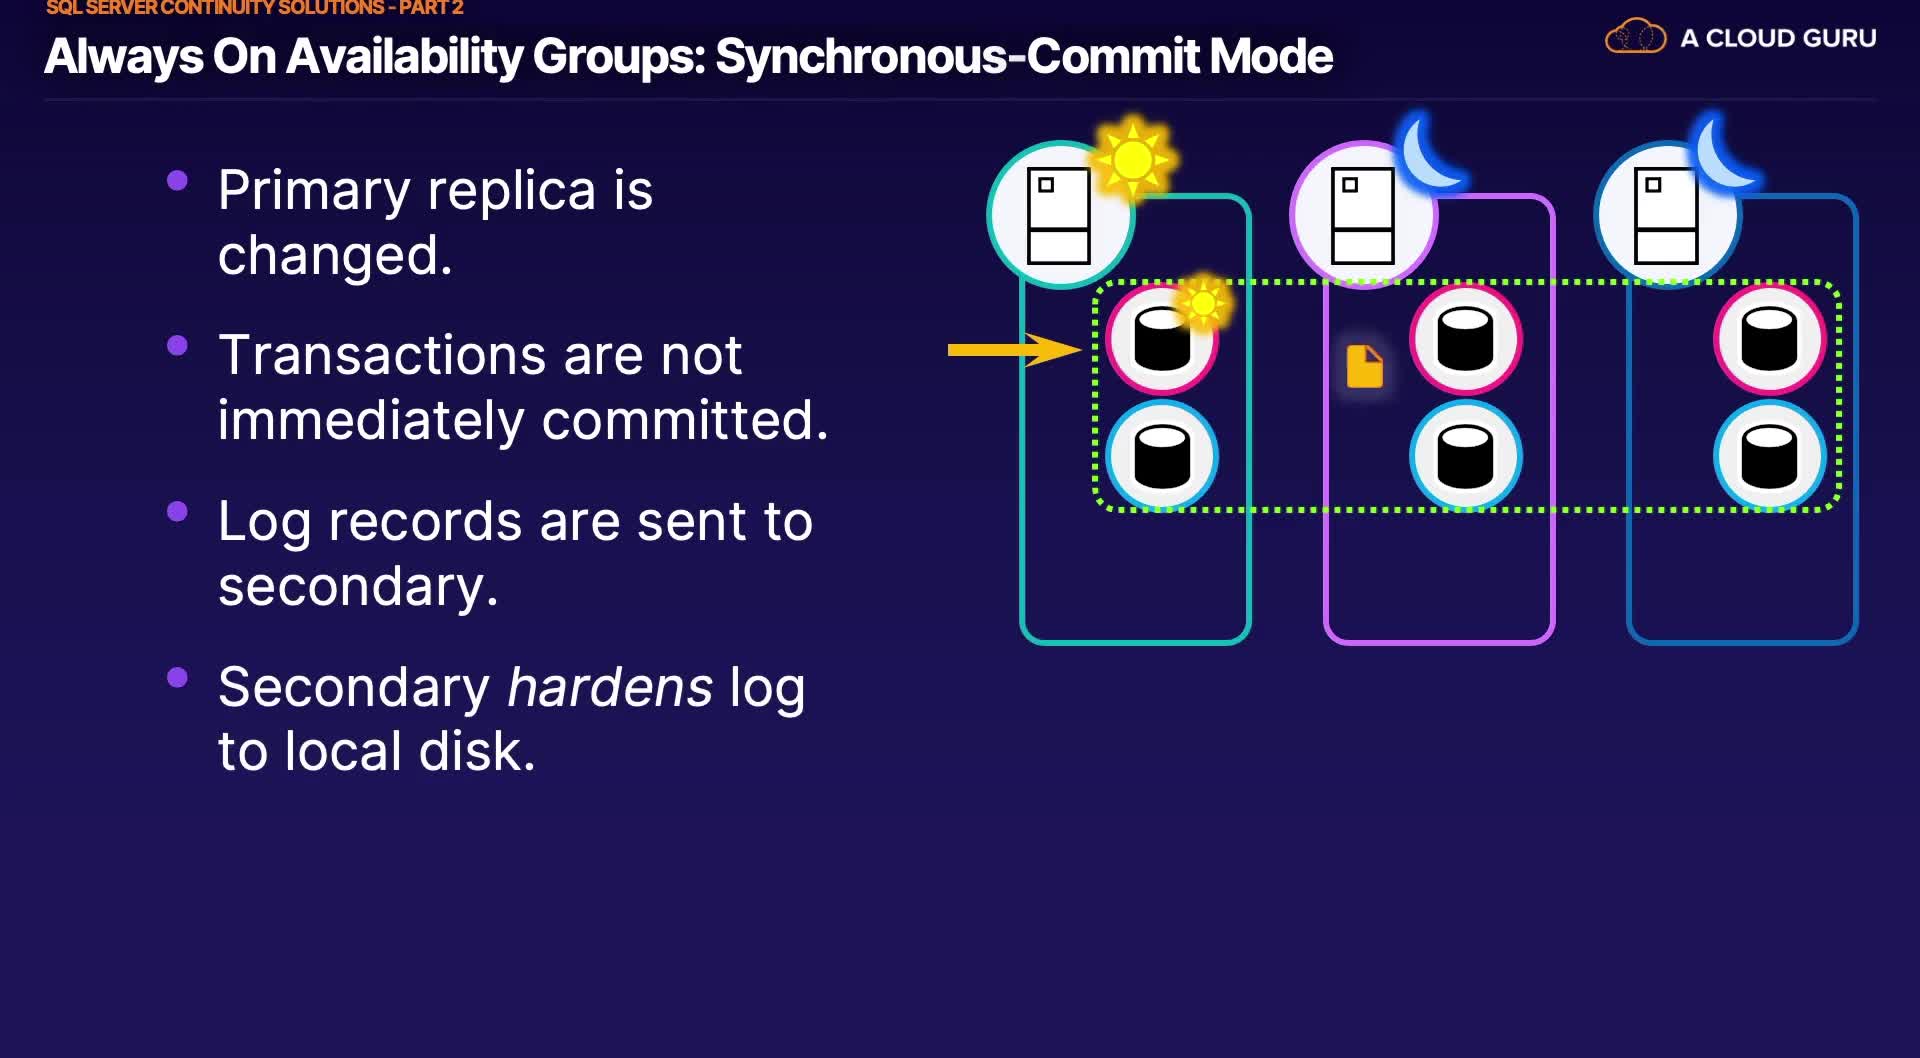 SQL SERVER CONTINUITY SOLUTIONS - PART 2
Always On Availability Groups: Synchronous-Commit Mode
A CLOUD GURU
Primary replica is
changed.
Transactions are not
immediately committed.
Log records are sent to
secondary.
Secondary hardens log
to local disk.